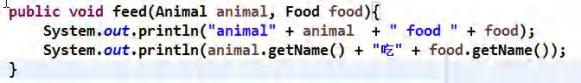 public void feed(Animal animal, Food food){
System.out.println("animal" + animal + " food " + food);
System.out.println(animal.getName() + "吃" + food.getName());
}